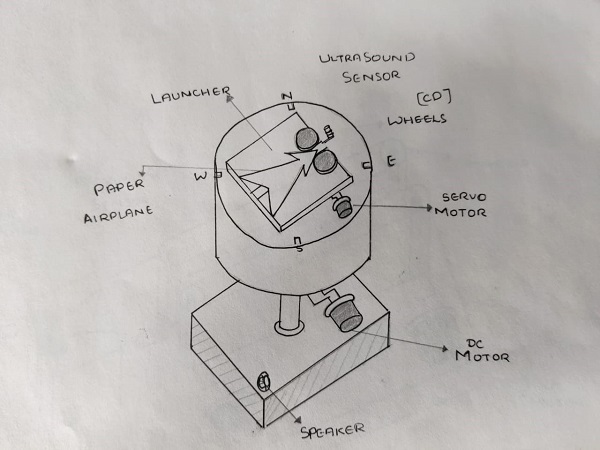 ULTRASOUND
SENSOR
LAUNCHER
[CD]
WHEELS
N
E
W
S
PAPER
AIRPLANE
SERVO
MOTOR
DC
MOTOR
SPEAKER